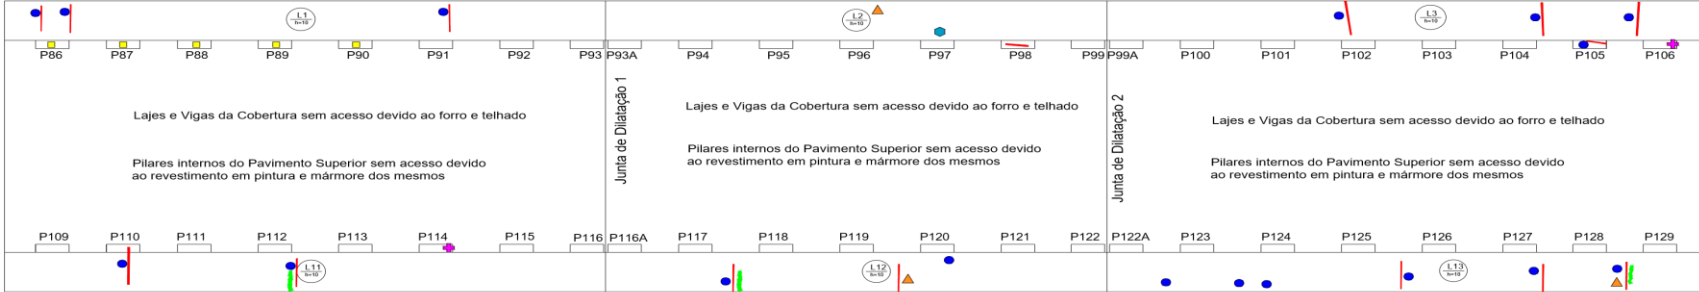 L1
h=10
L2
h=10
L3
h=10
P86 P87 P88 P89 P90 P91 P92 P93 P93A P94 P95 P96 P97 P98 P99 P99A P100 P101 P102 P103 P104 P105 P106
Lajes e Vigas da Cobertura sem acesso devido ao forro e telhado
Pilares internos do Pavimento Superior sem acesso devido
ao revestimento em pintura e mármore dos mesmos
Junta de Dilatação 1
Lajes e Vigas da Cobertura sem acesso devido ao forro e telhado
Pilares internos do Pavimento Superior sem acesso devido
ao revestimento em pintura e mármore dos mesmos
Junta de Dilatação 2
Lajes e Vigas da Cobertura sem acesso devido ao forro e telhado
Pilares internos do Pavimento Superior sem acesso devido
ao revestimento em pintura e mármore dos mesmos
P109 P110 P111 P112 P113 P114 P115 P116 P116A P117 P118 P119 P120 P121 P122 P122A P123 P124 P125 P126 P127 P128 P129
L11
h=10
L12
h=10
L13
h=10